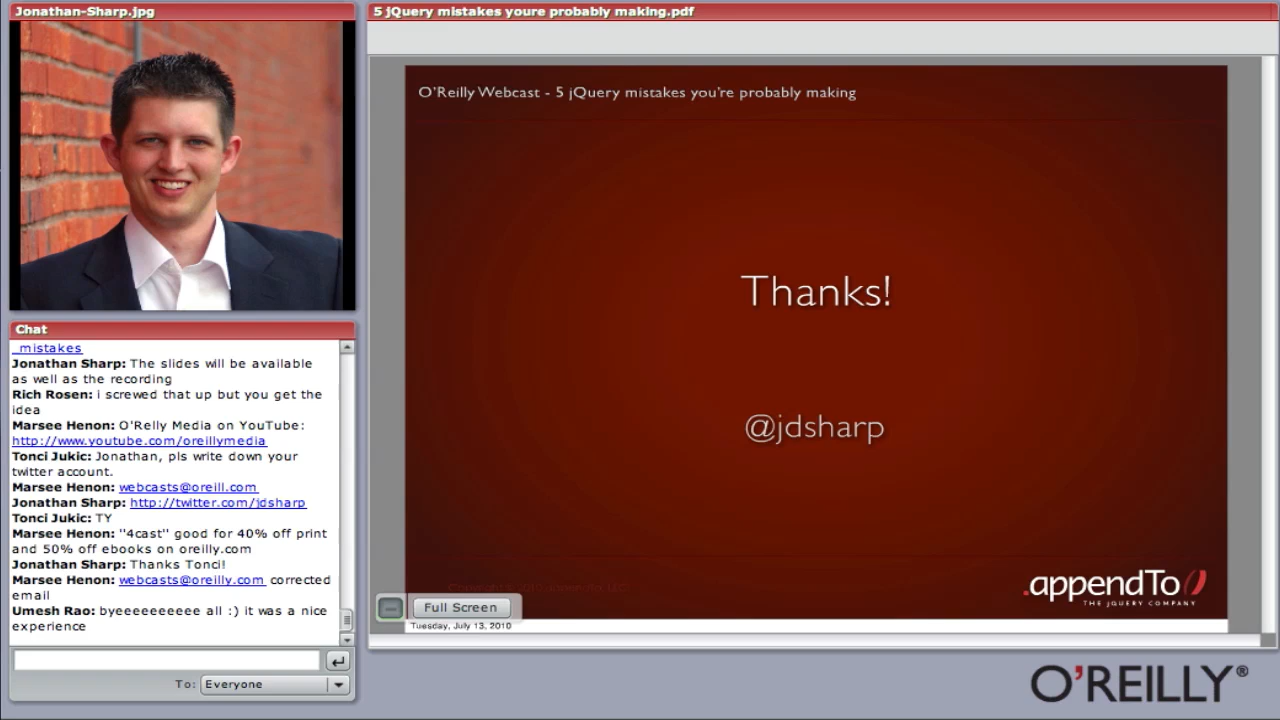 Jonathan-Sharp.jpg
Chat
_mistakes
Jonathan Sharp: The slides will be available
as well as the recording
Rich Rosen: i screwed that up but you get the
idea
Marsee Henon: O'Relly Media on YouTube:
http://www.youtube.com/oreillymedia
Tonci Jukic: Jonathan, pls write down your
twitter account.
Marsee Henon: webcasts@oreill.com
Jonathan Sharp: http://twitter.com/jdsharp
Tonci Jukic: TY
Marsee Henon: "4cast" good for 40% off print
and 50% off ebooks on oreilly.com
Jonathan Sharp: Thanks Tonci!
Marsee Henon: webcasts@oreilly.com corrected
email
Umesh Rao: byeeeeeeeeee all :) it was a nice
experience
To: Everyone
5 jQuery mistakes youre probably making.pdf
O'Reilly Webcast - 5 jQuery mistakes you're probably making
Thanks!
@jdsharp
.appendTo()
THE jQUERY COMPANY
Full Screen
Tuesday, July 13, 2010
O'REILLY®